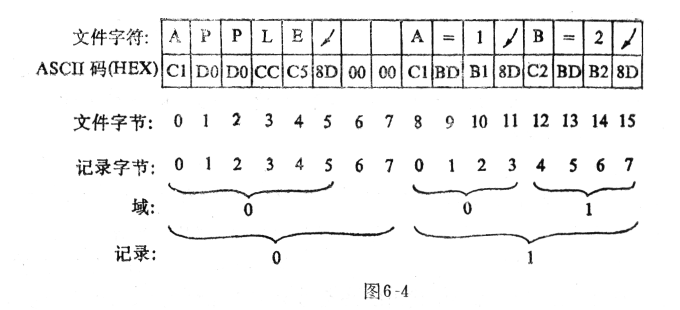 文件字符: A P P L E ↙ A = 1 ↙ B = 2 ↙
ASCII 码(HEX) C1 D0 D0 CC C5 8D 00 00 C1 BD B1 8D C2 BD B2 8D
文件字节: 0 1 2 3 4 5 6 7 8 9 10 11 12 13 14 15
记录字节: 0 1 2 3 4 5 6 7 0 1 2 3 4 5 6 7
域: 0 0 1
记录: 0 1
图6-4